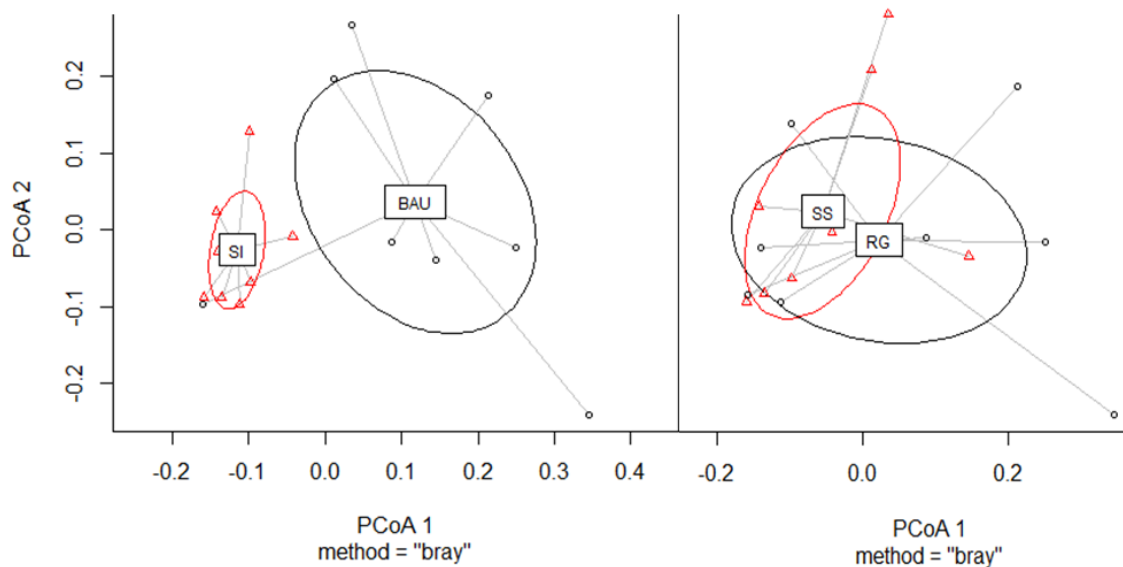 PCoA 2
0.2
0.1
0.0
-0.1
-0.2
SI
BAU
-0.2 -0.1 0.0 0.1 0.2 0.3 0.4
PCoA 1
method = "bray"
SS
RG
-0.2 0.0 0.2
PCoA 1
method = "bray"